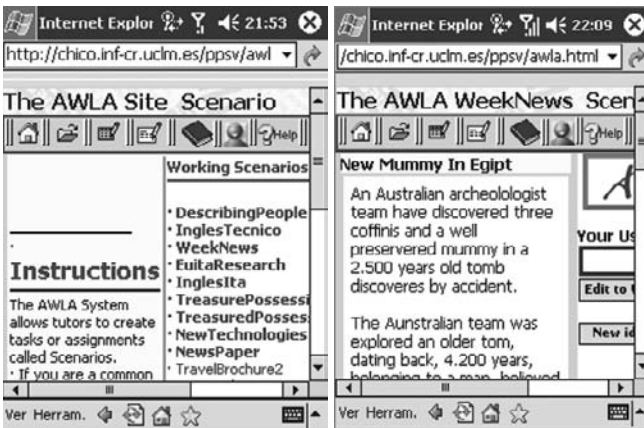 Internet Explor 21:53
http://chico.inf-cr.uclm.es/ppsv/awl
The AWLA Site Scenario
Help
Instructions
The AWLA System
allows tutors to create
tasks or assignments
called Scenarios.
· If you are a common
Working Scenarios
· DescribingPeople
· InglesTecnico
· WeekNews
· EuitaResearch
· InglesIta
· TreasurePossessi
· TreasuredPosses
· NewTechnologies
· NewsPaper
· TravelBrochure2
Ver Herram.
Internet Explor 22:09
/chico.inf-cr.uclm.es/ppsv/awla.html
The AWLA WeekNews Scen
Help
New Mummy In Egipt
An Australian archeolologist
team have discovered three
coffinis and a well
preservered mummy in a
2.500 years old tomb
discoveres by accident.
The Aunstralian team was
explored an older tom,
dating back, 4.200 years,
belonging to a man, believed
A
Your Us
Edit to
New id
Ver Herram.